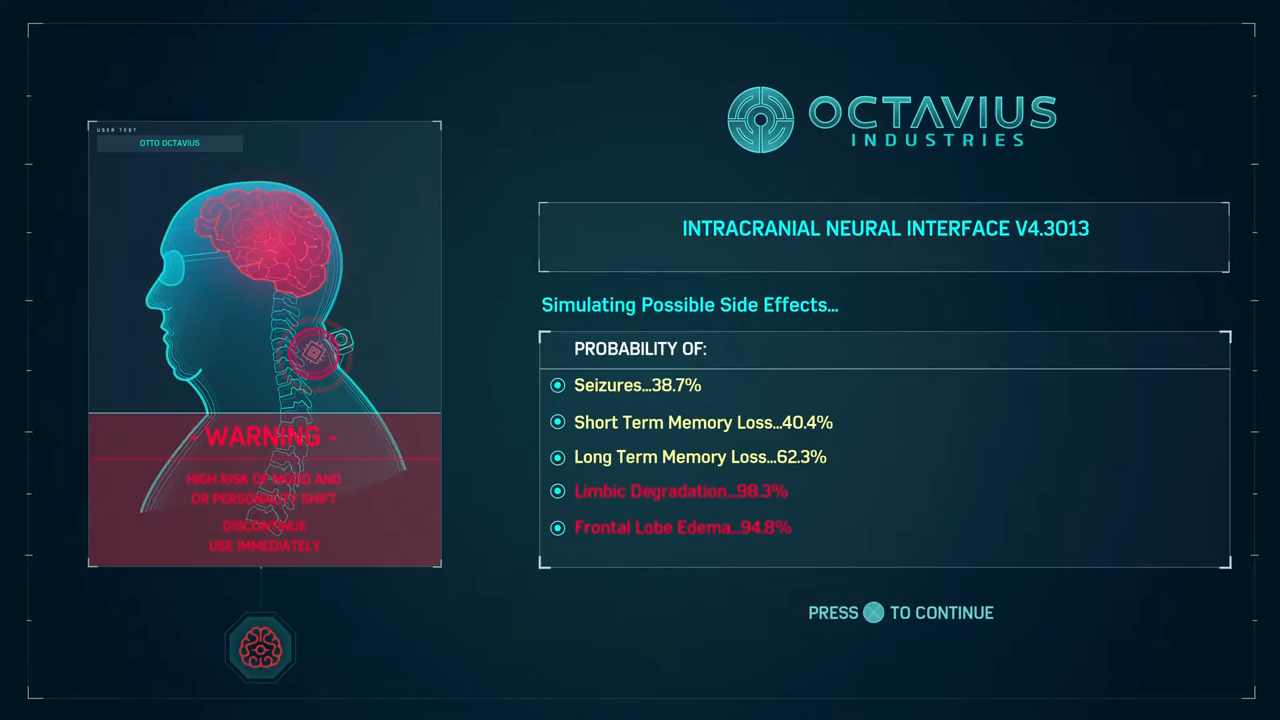 USER TEST
OTTO OCTAVIUS
- WARNING -
HIGH RISK OF MOOD AND
OR PERSONALITY SHIFT
DISCONTINUE
USE IMMEDIATELY
OCTAVIUS
INDUSTRIES
INTRACRANIAL NEURAL INTERFACE V4.3013
Simulating Possible Side Effects...
PROBABILITY OF:
Seizures...38.7%
Short Term Memory Loss...40.4%
Long Term Memory Loss...62.3%
Limbic Degradation...98.3%
Frontal Lobe Edema...94.8%
PRESS TO CONTINUE